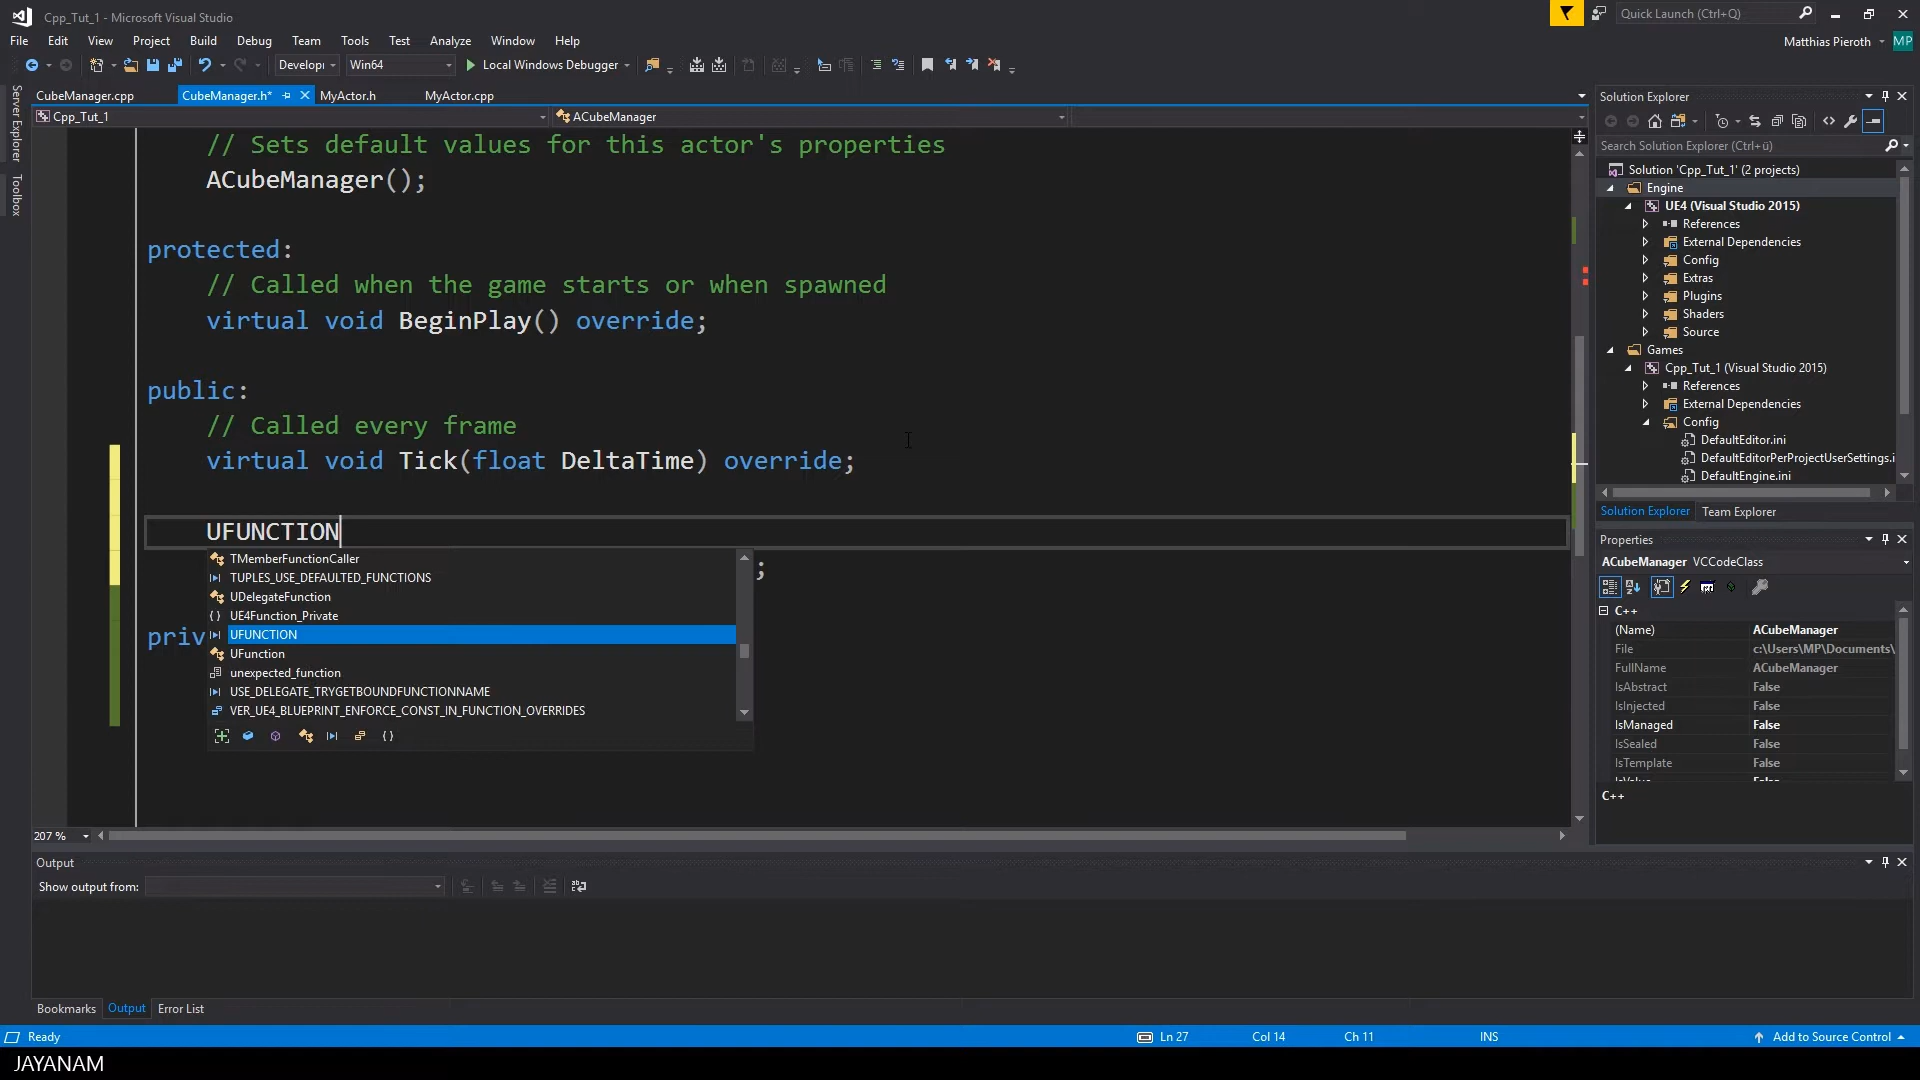 Cpp_Tut_1 - Microsoft Visual Studio
Quick Launch (Ctrl+Q)
File Edit View Project Build Debug Team Tools Test Analyze Window Help
Matthias Pieroth MP
Developi Win64 Local Windows Debugger
Server Explorer
Toolbox
CubeManager.cpp CubeManager.h* MyActor.h MyActor.cpp
Cpp_Tut_1 ACubeManager
// Sets default values for this actor's properties
ACubeManager();
protected:
// Called when the game starts or when spawned
virtual void BeginPlay() override;
public:
// Called every frame
virtual void Tick(float DeltaTime) override;
UFUNCTION
;
priv
TMemberFunctionCaller
TUPLES_USE_DEFAULTED_FUNCTIONS
UDelegateFunction
UE4Function_Private
UFUNCTION
UFunction
unexpected_function
USE_DELEGATE_TRYGETBOUNDFUNCTIONNAME
VER_UE4_BLUEPRINT_ENFORCE_CONST_IN_FUNCTION_OVERRIDES
207 %
Solution Explorer
Search Solution Explorer (Ctrl+ü)
Solution 'Cpp_Tut_1' (2 projects)
Engine
UE4 (Visual Studio 2015)
References
External Dependencies
Config
Extras
Plugins
Shaders
Source
Games
Cpp_Tut_1 (Visual Studio 2015)
References
External Dependencies
Config
DefaultEditor.ini
DefaultEditorPerProjectUserSettings.i
DefaultEngine.ini
Solution Explorer Team Explorer
Properties
ACubeManager VCCodeClass
C++
(Name) ACubeManager
File c:\Users\MP\Documents\
FullName ACubeManager
IsAbstract False
IsInjected False
IsManaged False
IsSealed False
IsTemplate False
IsValue False
C++
Output
Show output from:
Bookmarks Output Error List
Ready Ln 27 Col 14 Ch 11 INS Add to Source Control
JAYANAM